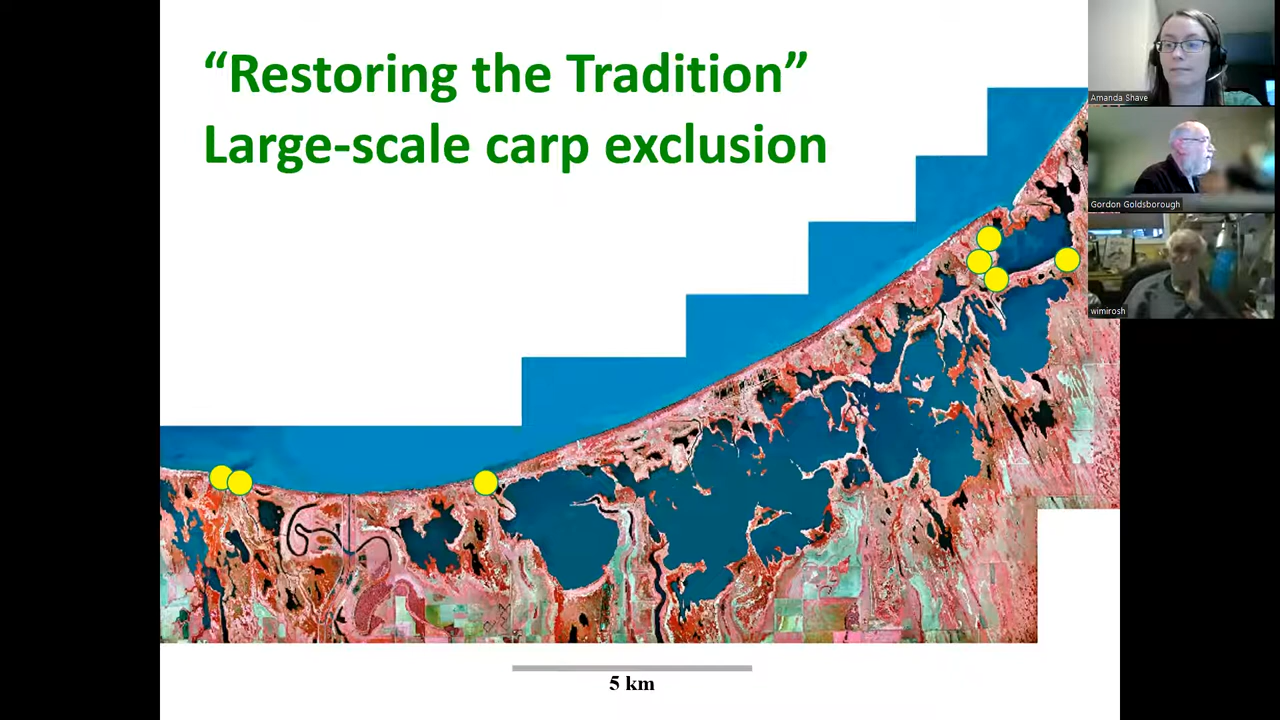 “Restoring the Tradition”
Large-scale carp exclusion
Amanda Shave
Gordon Goldsborough
wimirosh
5 km